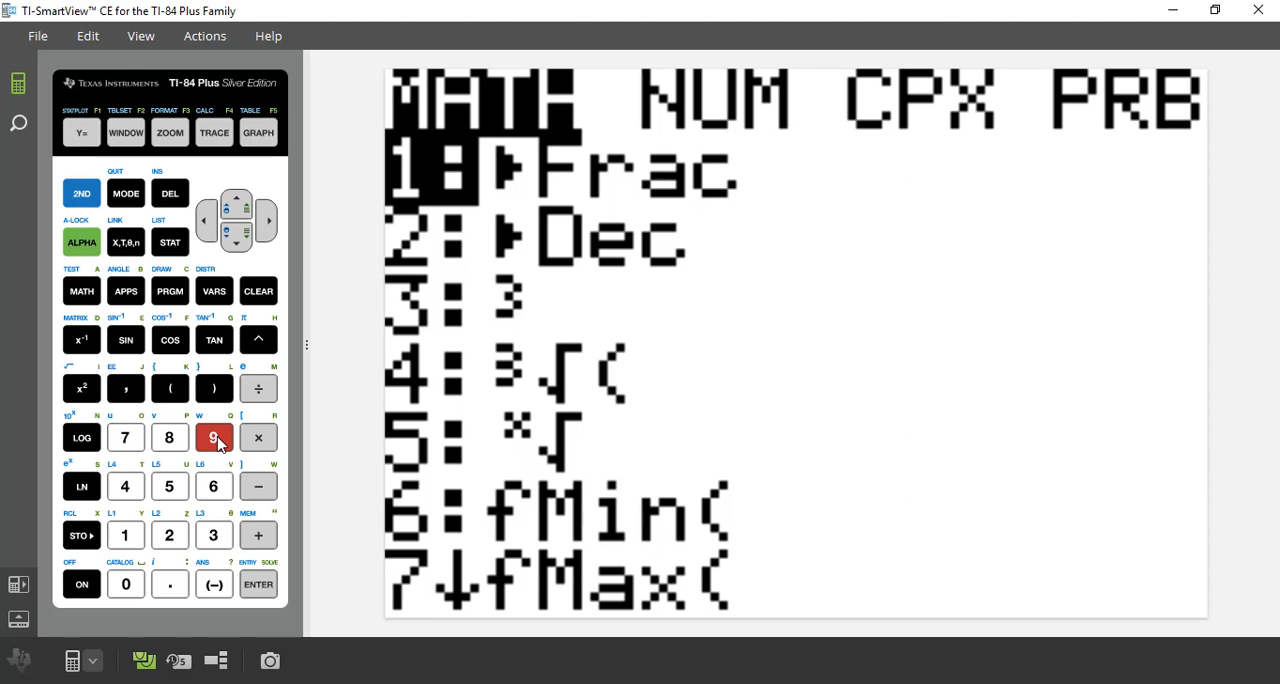 TI-SmartView™ CE for the TI-84 Plus Family
File Edit View Actions Help
TEXAS INSTRUMENTS TI-84 Plus Silver Edition
STATPLOT F1 TBLSET F2 FORMAT F3 CALC F4 TABLE F5
Y= WINDOW ZOOM TRACE GRAPH
QUIT INS
2ND MODE DEL
A-LOCK LINK LIST
ALPHA X,T,θ,n STAT
TEST A ANGLE B DRAW C DISTR
MATH APPS PRGM VARS CLEAR
MATRIX D SIN⁻¹ E COS⁻¹ F TAN⁻¹ G π H
x⁻¹ SIN COS TAN ^
√ I EE J { K } L e M
x² , ( ) ÷
10ˣ N u O v P w Q [ R
LOG 7 8 9 ×
eˣ S L4 T L5 U L6 V ] W
LN 4 5 6 −
RCL X L1 Y L2 Z L3 θ MEM "
STO▸ 1 2 3 +
OFF CATALOG ⎵ i : ANS ? ENTRY SOLVE
ON 0 . (−) ENTER
MATH NUM CPX PRB
1:▸Frac
2:▸Dec
3:³
4:³√(
5:ˣ√
6:fMin(
7↓fMax(